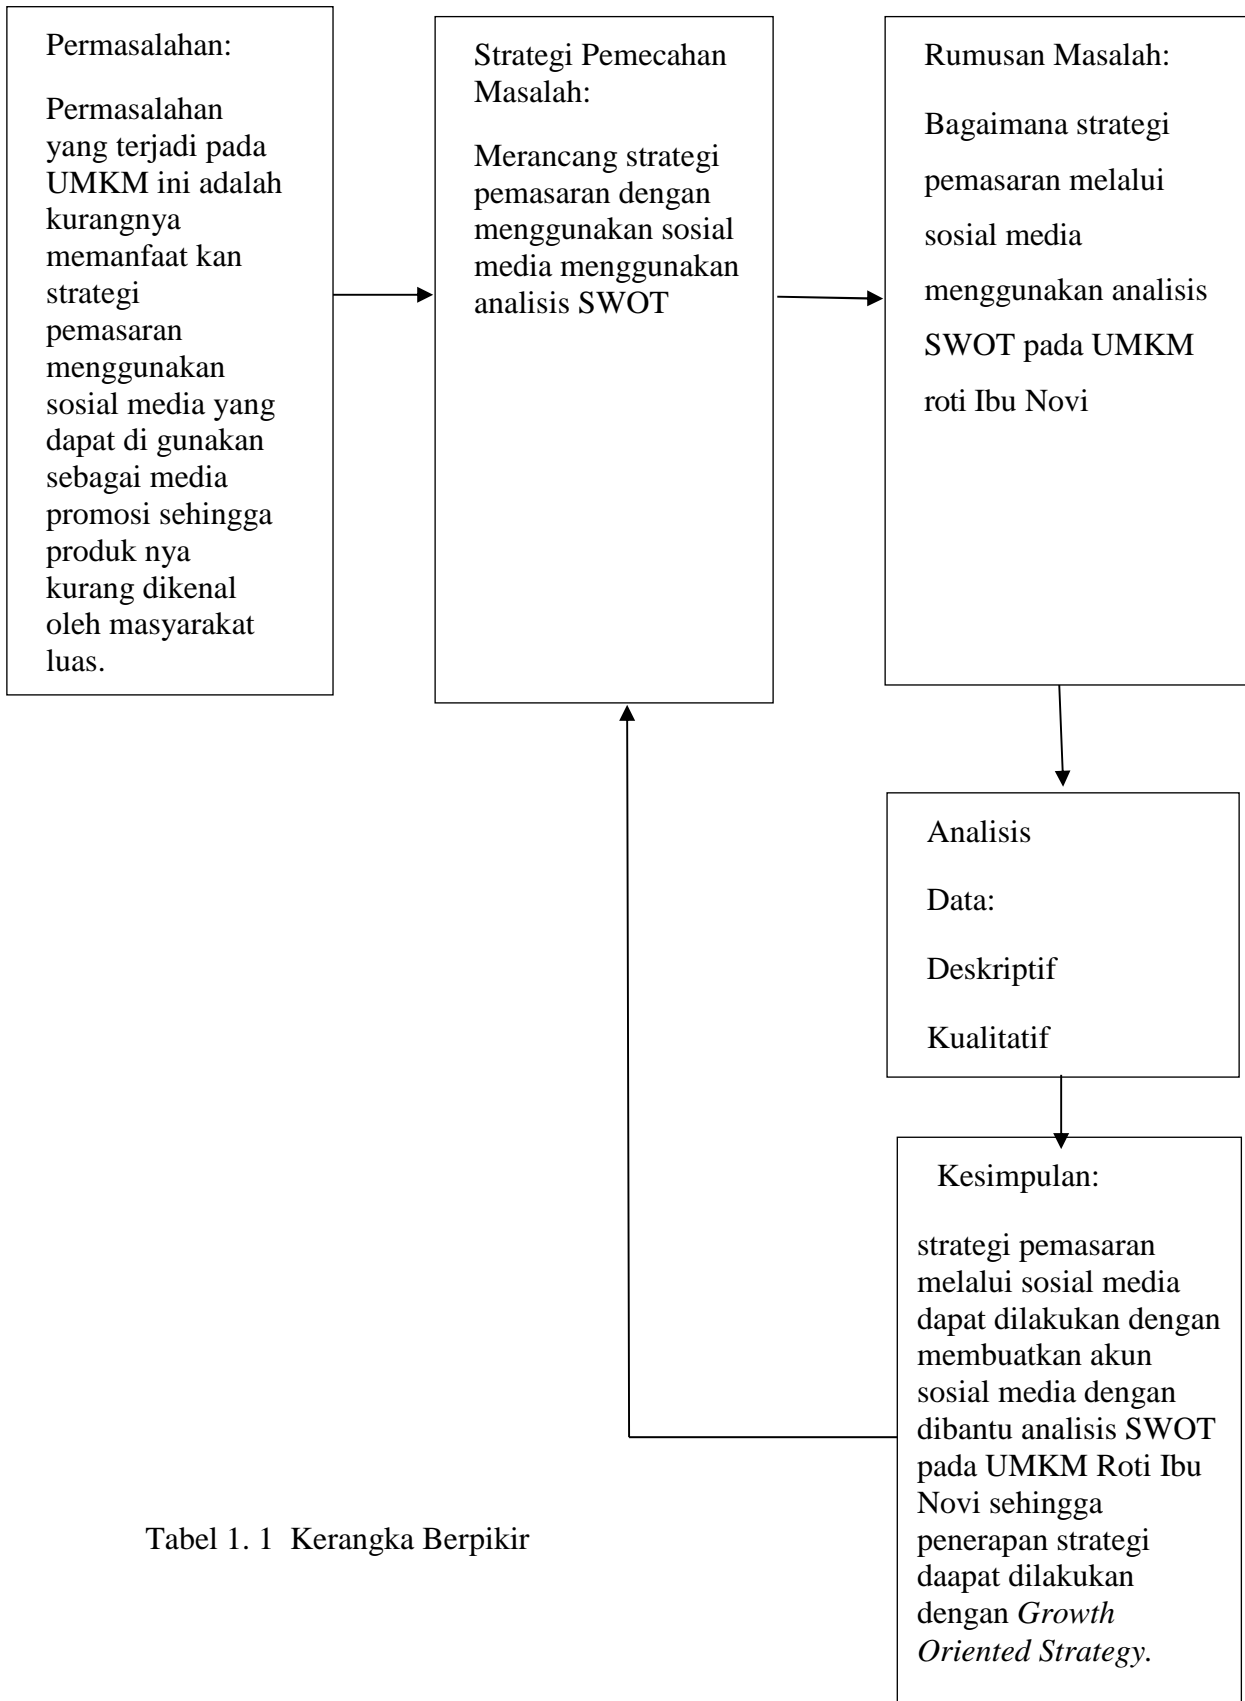 Permasalahan:
Permasalahan
yang terjadi pada
UMKM ini adalah
kurangnya
memanfaat kan
strategi
pemasaran
menggunakan
sosial media yang
dapat di gunakan
sebagai media
promosi sehingga
produk nya
kurang dikenal
oleh masyarakat
luas.
Strategi Pemecahan
Masalah:
Merancang strategi
pemasaran dengan
menggunakan sosial
media menggunakan
analisis SWOT
Rumusan Masalah:
Bagaimana strategi
pemasaran melalui
sosial media
menggunakan analisis
SWOT pada UMKM
roti Ibu Novi
Analisis
Data:
Deskriptif
Kualitatif
Kesimpulan:
strategi pemasaran
melalui sosial media
dapat dilakukan dengan
membuatkan akun
sosial media dengan
dibantu analisis SWOT
pada UMKM Roti Ibu
Novi sehingga
penerapan strategi
daapat dilakukan
dengan Growth
Oriented Strategy.
Tabel 1. 1 Kerangka Berpikir